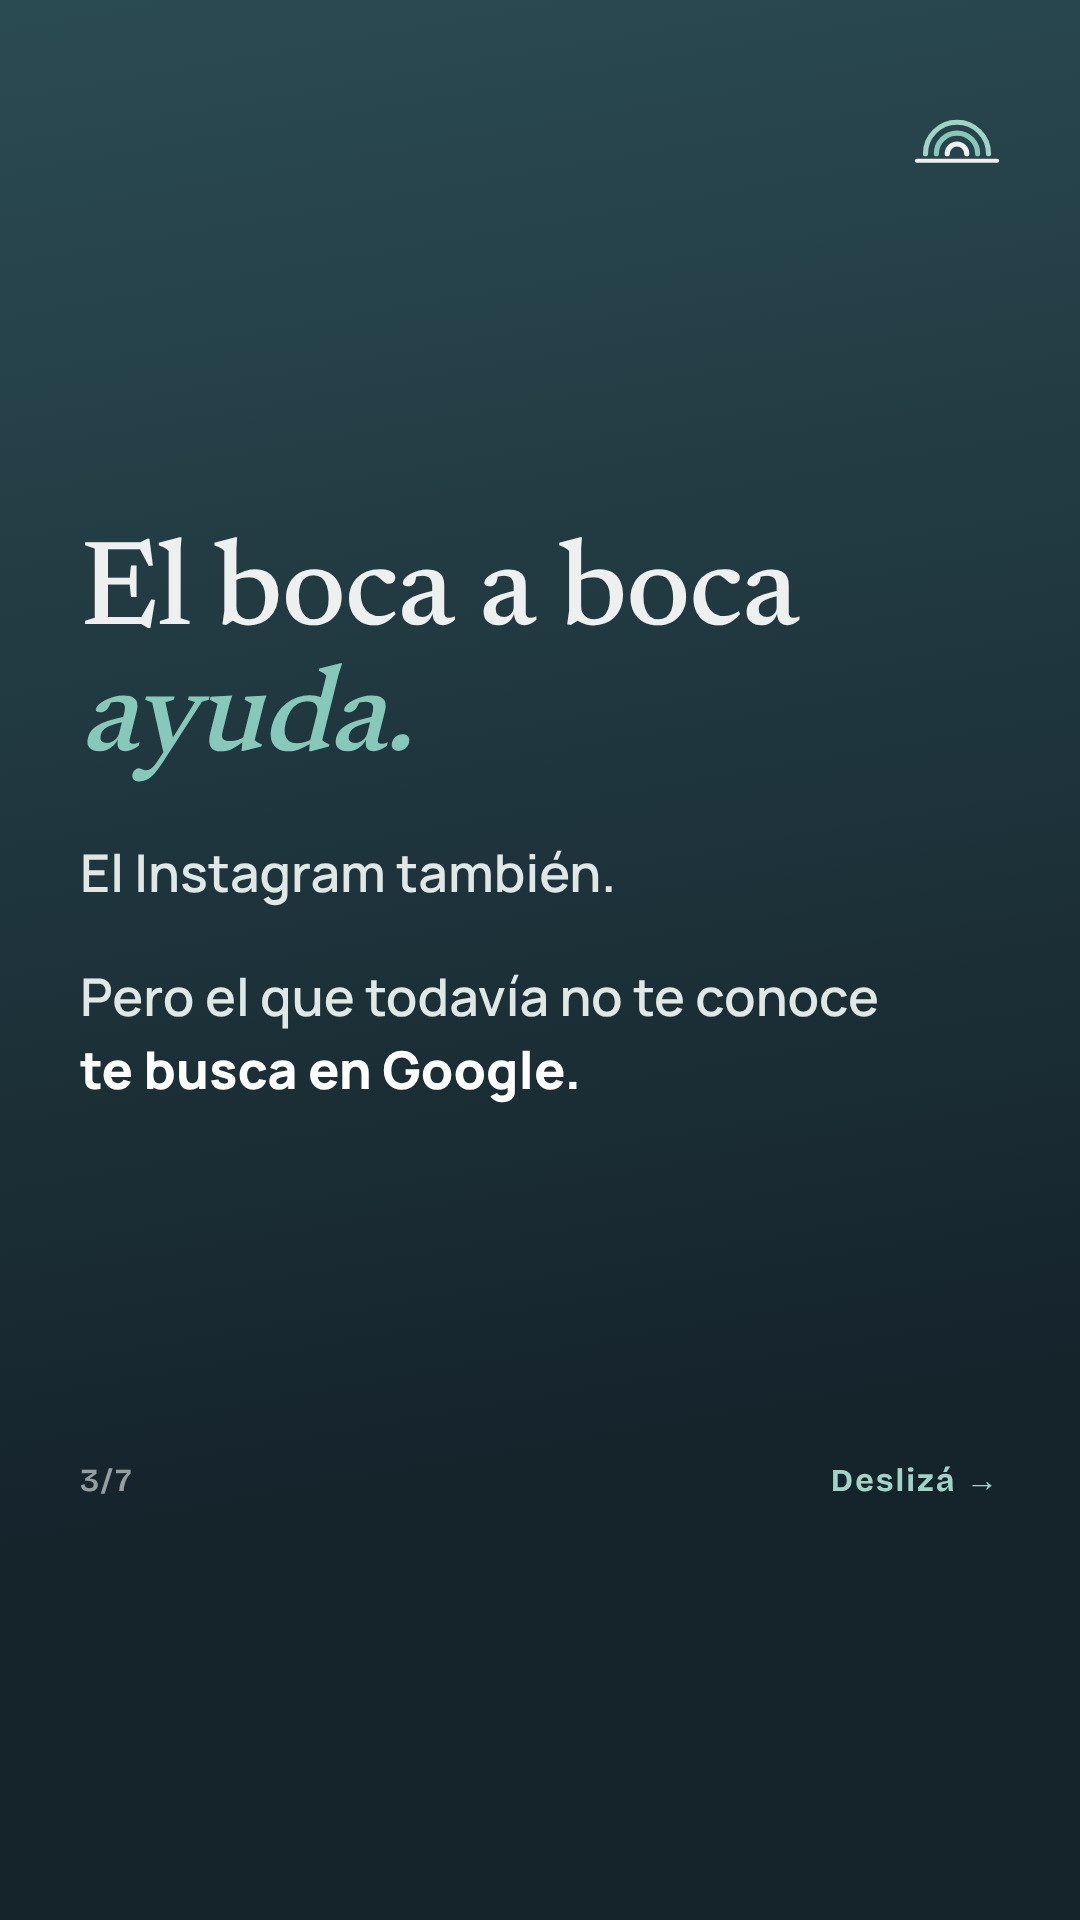 El boca a boca
ayuda.
El Instagram también.
Pero el que todavía no te conoce
te busca en Google.
3/7
Deslizá →